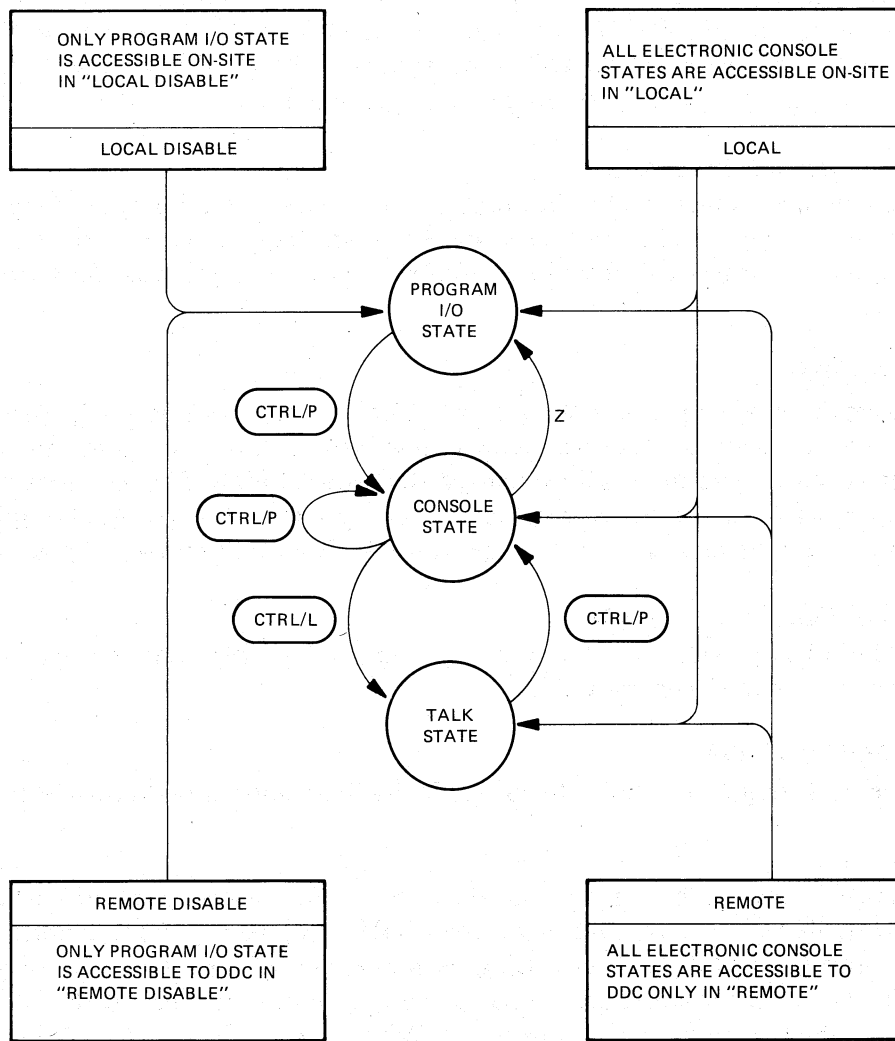 ONLY PROGRAM I/O STATE
IS ACCESSIBLE ON-SITE
IN "LOCAL DISABLE"
LOCAL DISABLE
ALL ELECTRONIC CONSOLE
STATES ARE ACCESSIBLE ON-SITE
IN "LOCAL"
LOCAL
PROGRAM
I/O
STATE
CTRL/P
Z
CTRL/P
CONSOLE
STATE
CTRL/L
CTRL/P
TALK
STATE
REMOTE DISABLE
ONLY PROGRAM I/O STATE
IS ACCESSIBLE TO DDC IN
"REMOTE DISABLE"
REMOTE
ALL ELECTRONIC CONSOLE
STATES ARE ACCESSIBLE TO
DDC ONLY IN "REMOTE"